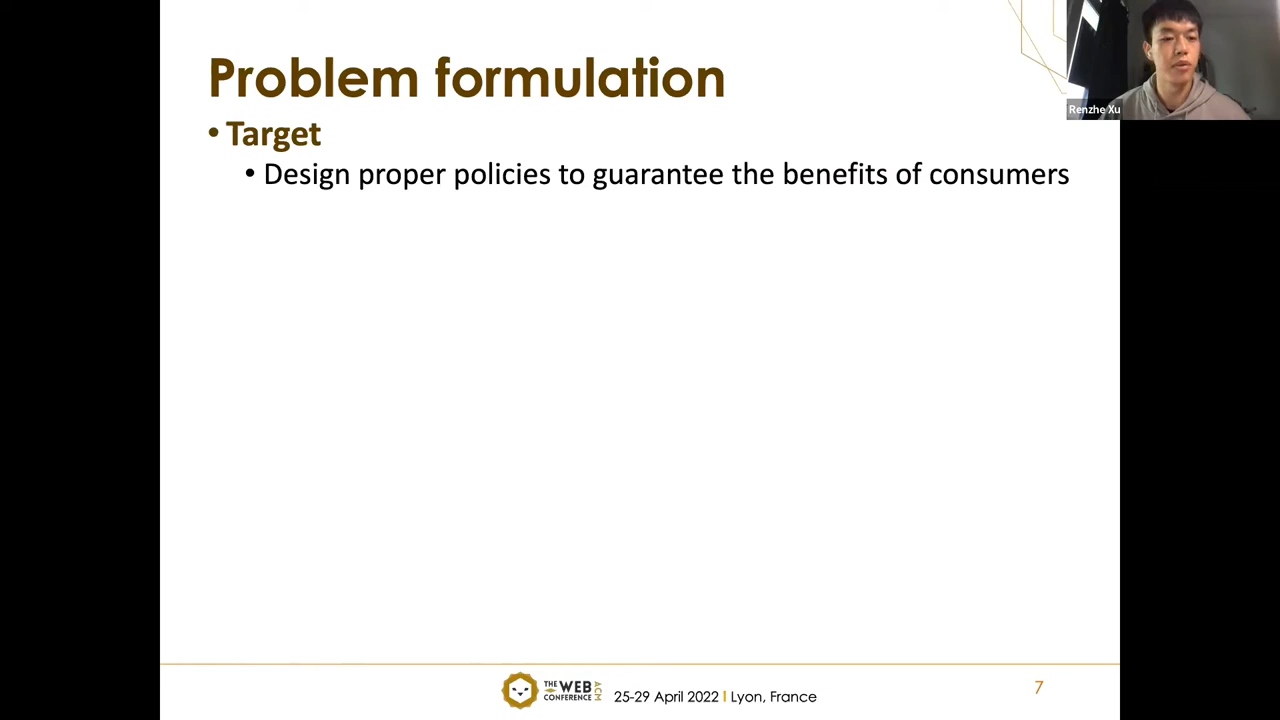 Problem formulation
Renzhe Xu
• Target
• Design proper policies to guarantee the benefits of consumers
THE WEB CONFERENCE ACM
25-29 April 2022 | Lyon, France
7